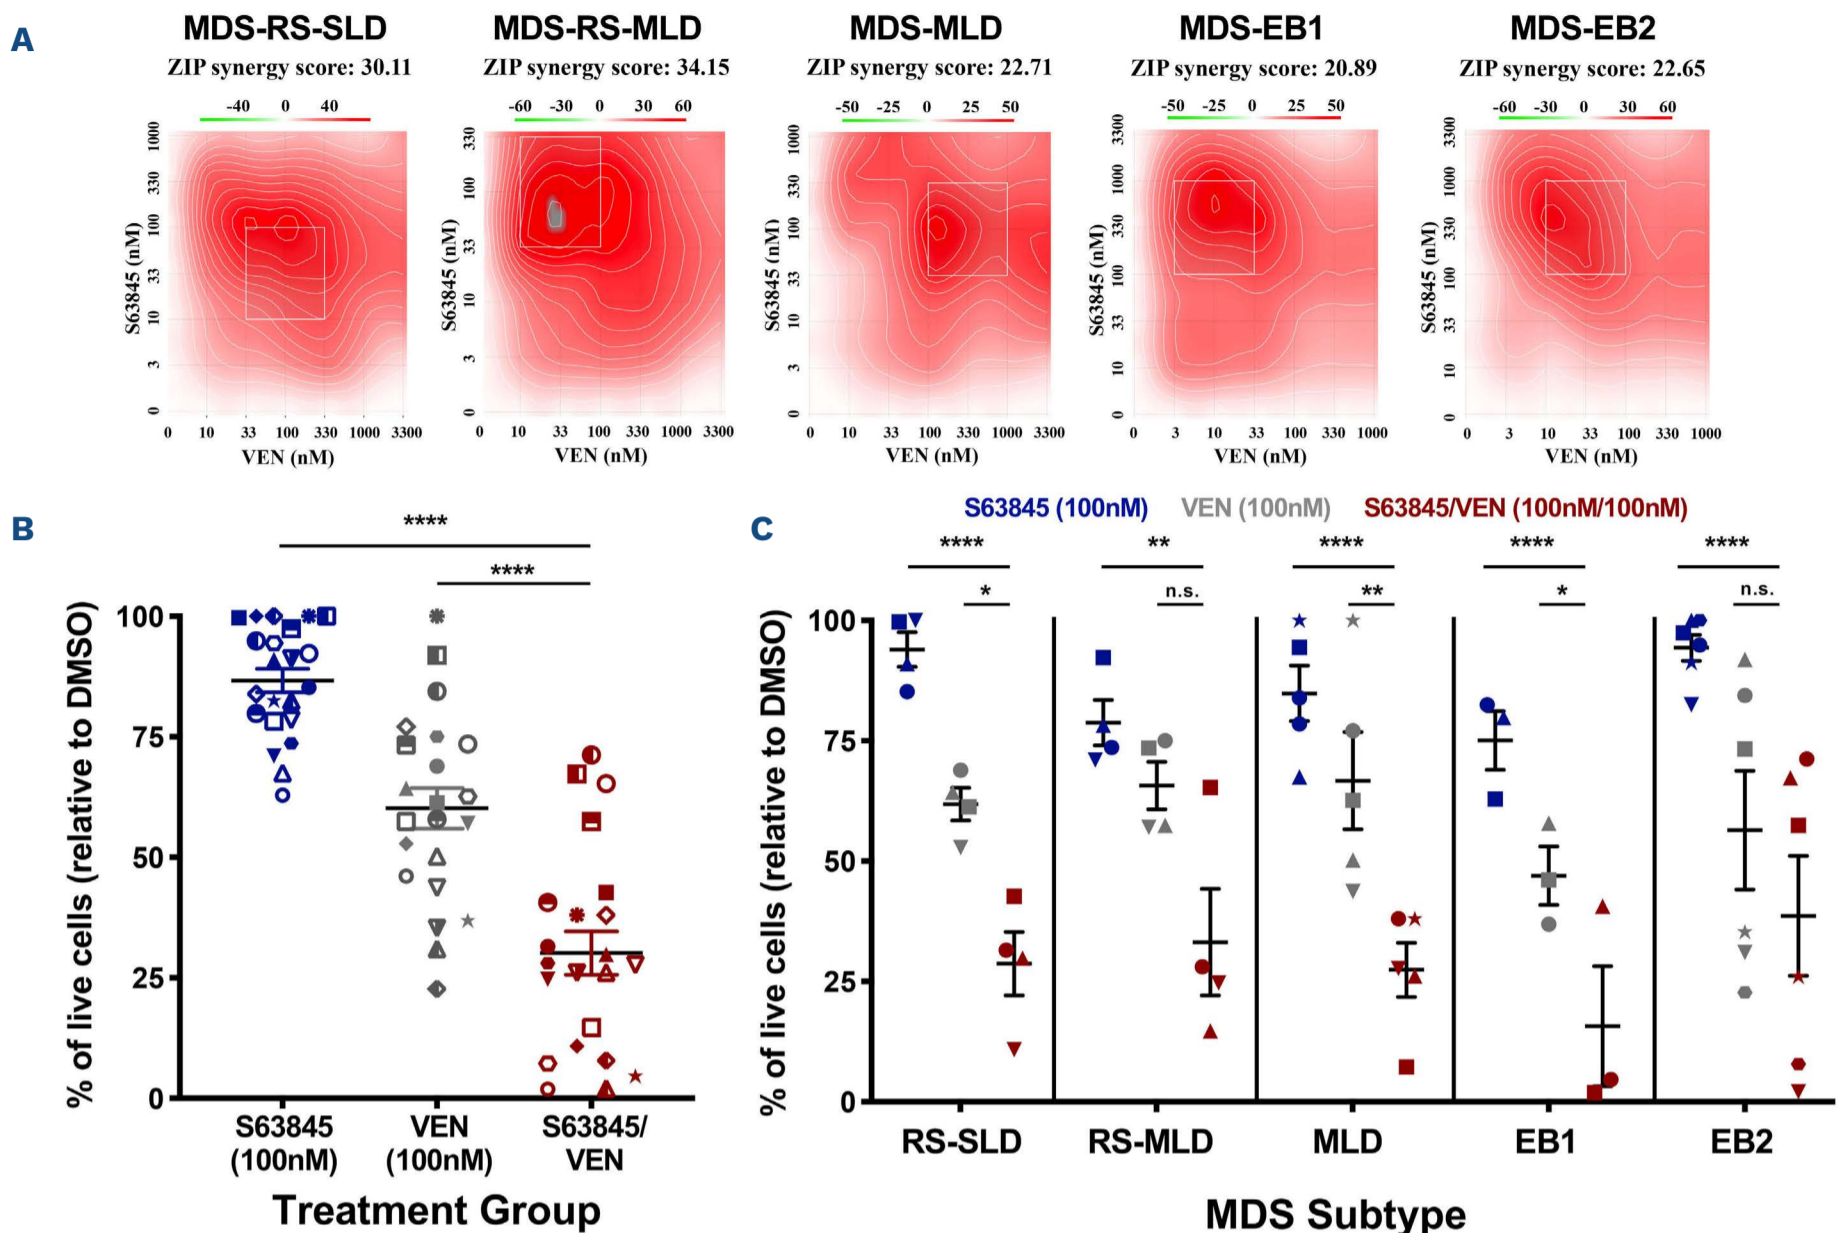 A
MDS-RS-SLD
ZIP synergy score: 30.11
-40 0 40
S63845 (nM)
1000
330
100
33
10
3
0
0 10 33 100 330 1000 3300
VEN (nM)
MDS-RS-MLD
ZIP synergy score: 34.15
-60 -30 0 30 60
S63845 (nM)
330
100
33
10
3
0
0 10 33 100 330 1000 3300
VEN (nM)
MDS-MLD
ZIP synergy score: 22.71
-50 -25 0 25 50
S63845 (nM)
1000
330
100
33
10
3
0
0 10 33 100 330 1000 3300
VEN (nM)
MDS-EB1
ZIP synergy score: 20.89
-50 -25 0 25 50
S63845 (nM)
3300
1000
330
100
33
10
0
0 3 10 33 100 330 1000
VEN (nM)
MDS-EB2
ZIP synergy score: 22.65
-60 -30 0 30 60
S63845 (nM)
3300
1000
330
100
33
10
0
0 3 10 33 100 330 1000
VEN (nM)
B
****
****
% of live cells (relative to DMSO)
100
75
50
25
0
S63845 (100nM)
VEN (100nM)
S63845/ VEN
Treatment Group
C
S63845 (100nM) VEN (100nM) S63845/VEN (100nM/100nM)
**** ** **** **** ****
* n.s. ** * n.s.
% of live cells (relative to DMSO)
100
75
50
25
0
RS-SLD RS-MLD MLD EB1 EB2
MDS Subtype